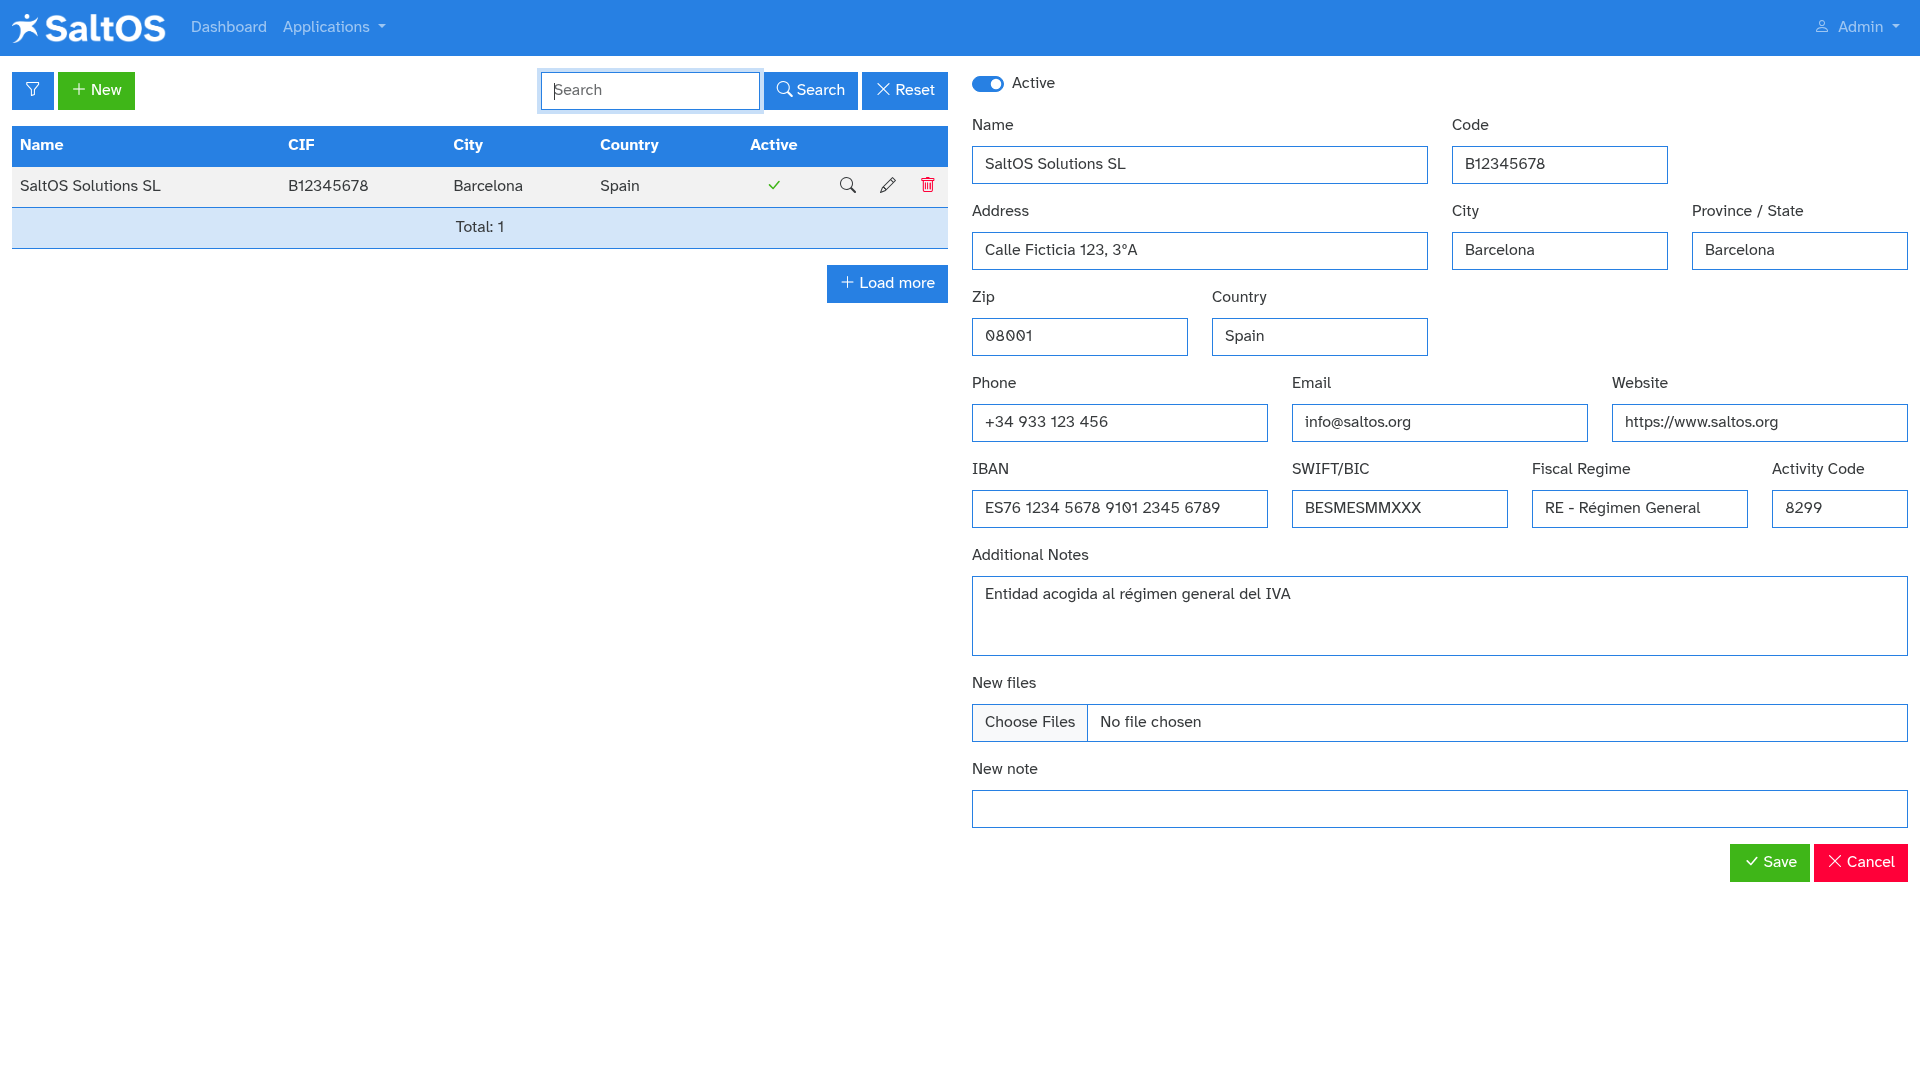 SaltOS Dashboard Applications Admin
New Search Search Reset
Name CIF City Country Active
SaltOS Solutions SL B12345678 Barcelona Spain
Total: 1
Load more
Active
Name Code
SaltOS Solutions SL B12345678
Address City Province / State
Calle Ficticia 123, 3ºA Barcelona Barcelona
Zip Country
08001 Spain
Phone Email Website
+34 933 123 456 info@saltos.org https://www.saltos.org
IBAN SWIFT/BIC Fiscal Regime Activity Code
ES76 1234 5678 9101 2345 6789 BESMESMMXXX RE - Régimen General 8299
Additional Notes
Entidad acogida al régimen general del IVA
New files
Choose Files No file chosen
New note
Save Cancel